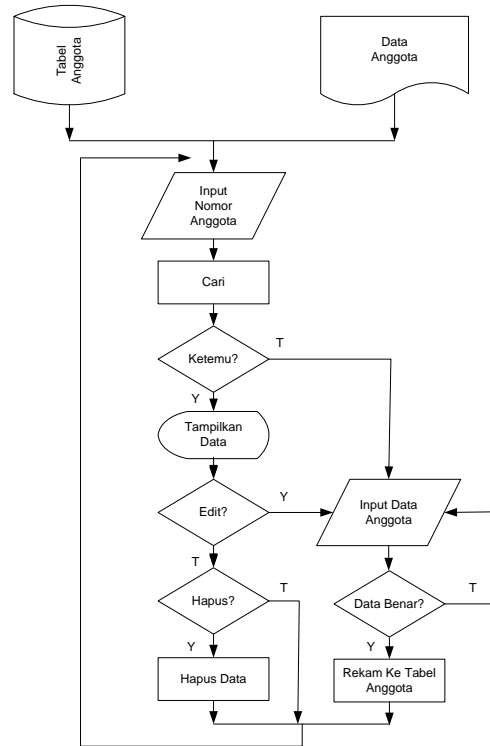 Tabel
Anggota
Data
Anggota
Input
Nomor
Anggota
Cari
Ketemu?
T
Y
Tampilkan
Data
Edit?
Y
Input Data
Anggota
T
Hapus?
T
Data Benar?
T
Y
Hapus Data
Y
Rekam Ke Tabel
Anggota